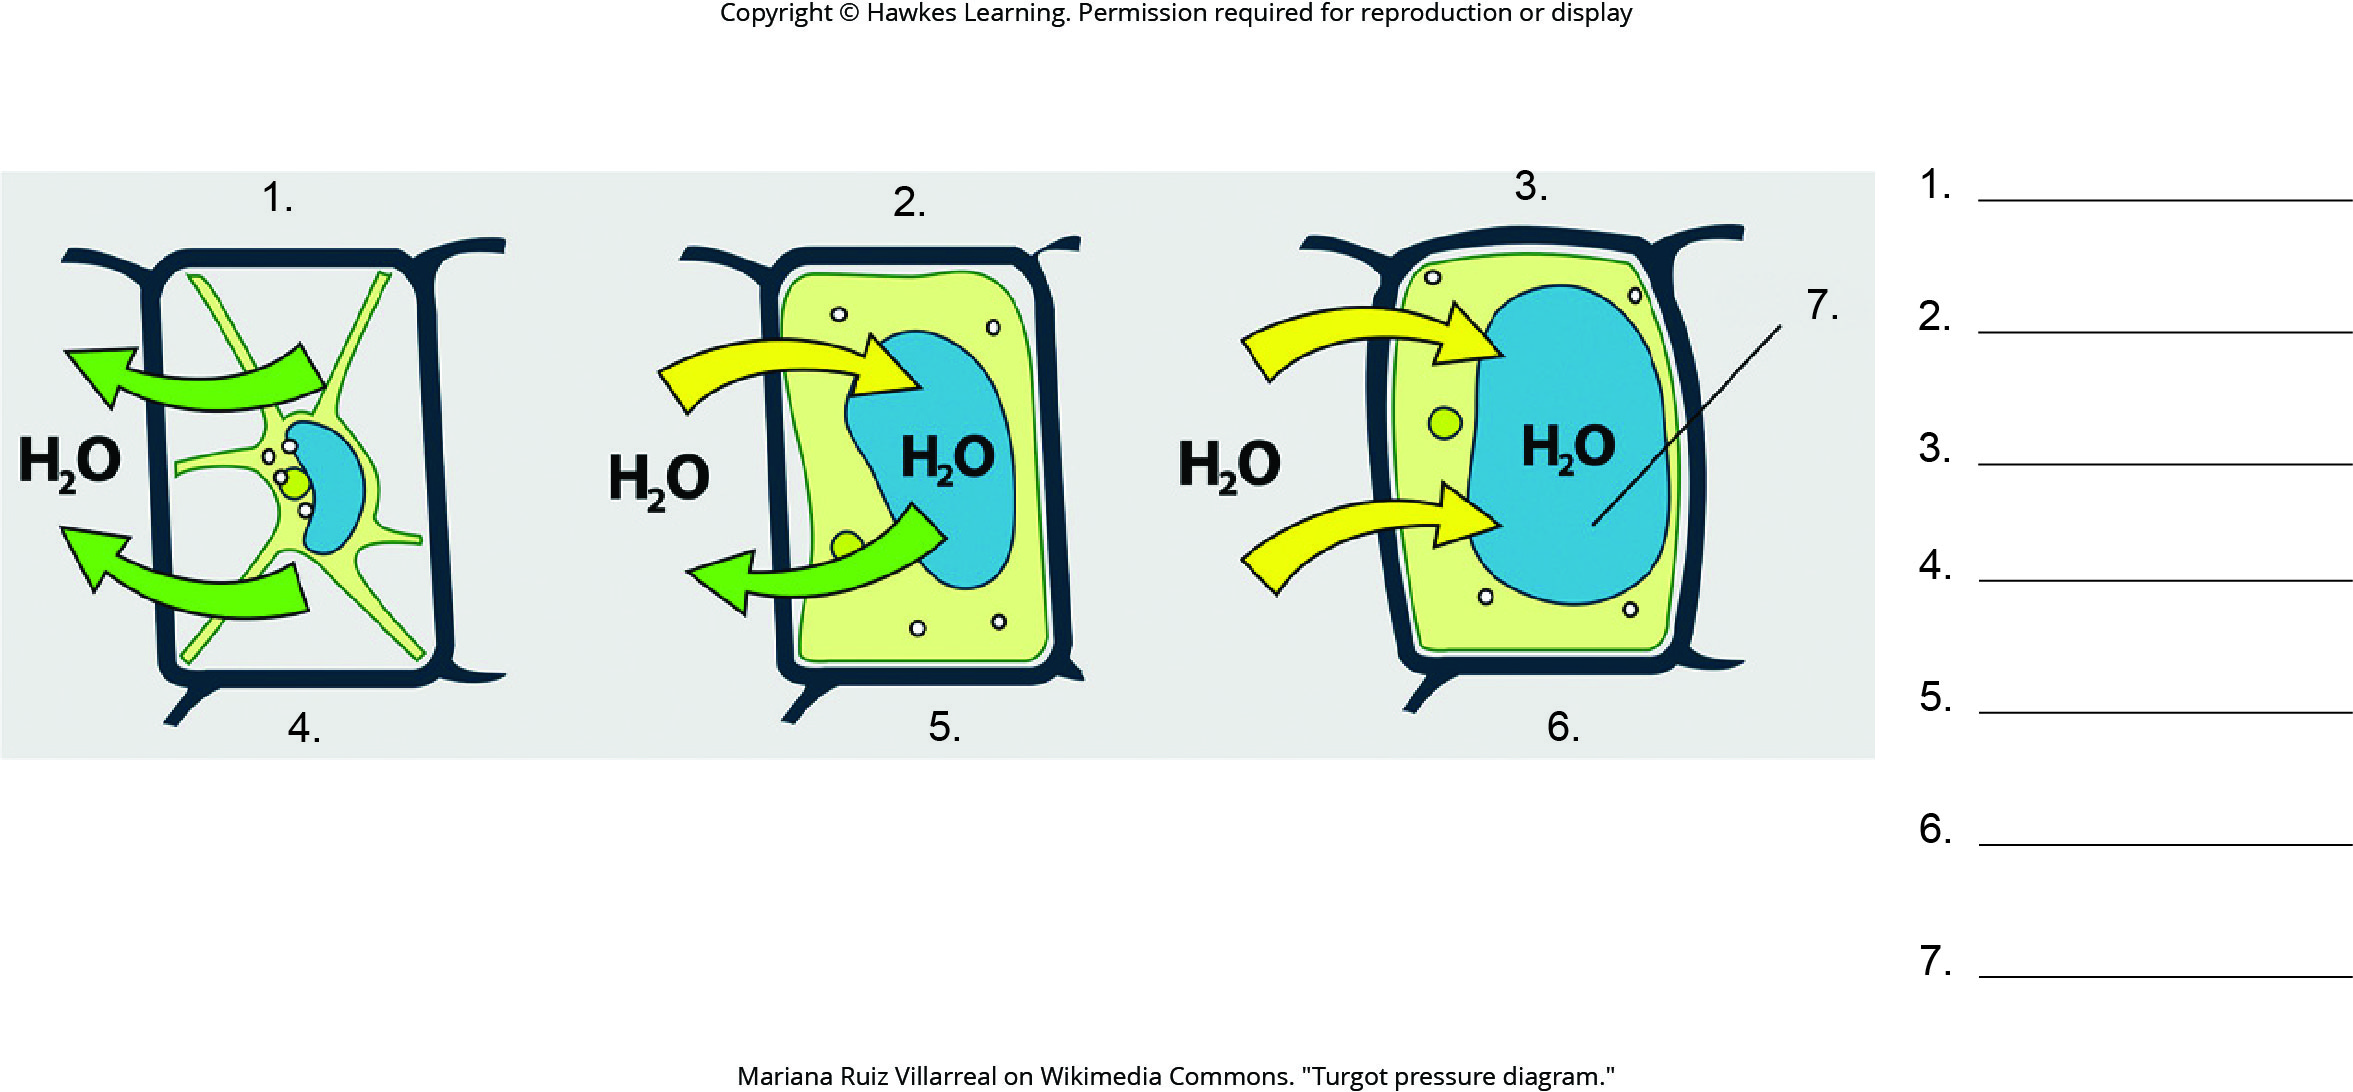 Copyright © Hawkes Learning. Permission required for reproduction or display
1.
2.
3.
7.
H₂O
H₂O
H₂O
H₂O
H₂O
4.
5.
6.
1.
2.
3.
4.
5.
6.
7.
Mariana Ruiz Villarreal on Wikimedia Commons. "Turgot pressure diagram."